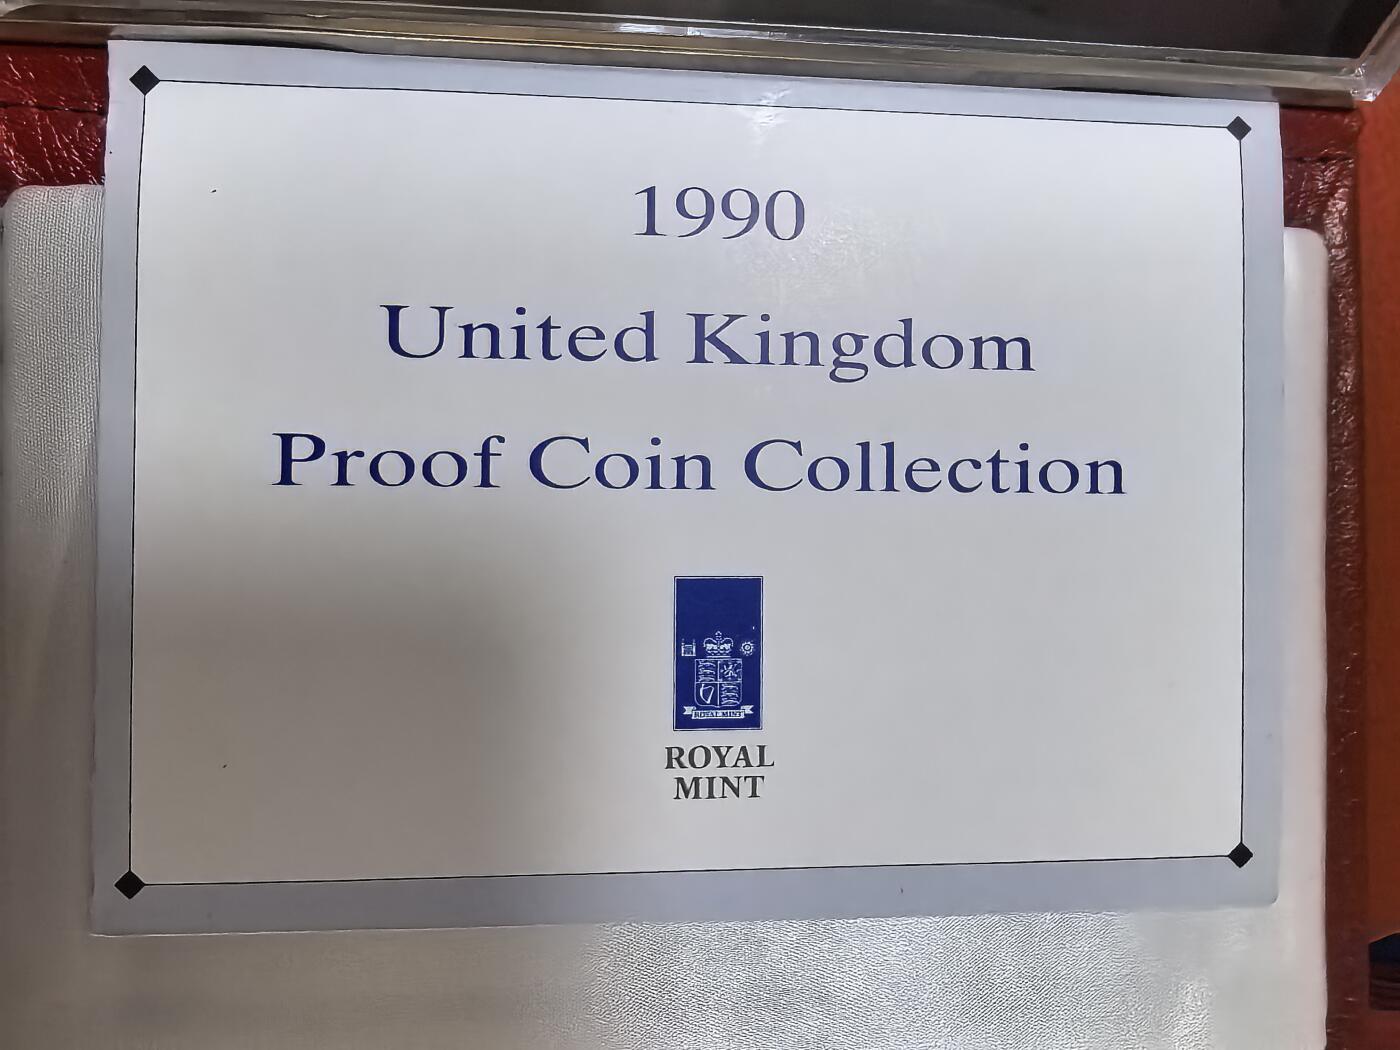 1990
United Kingdom
Proof Coin Collection
ROYAL MINT
ROYAL
MINT